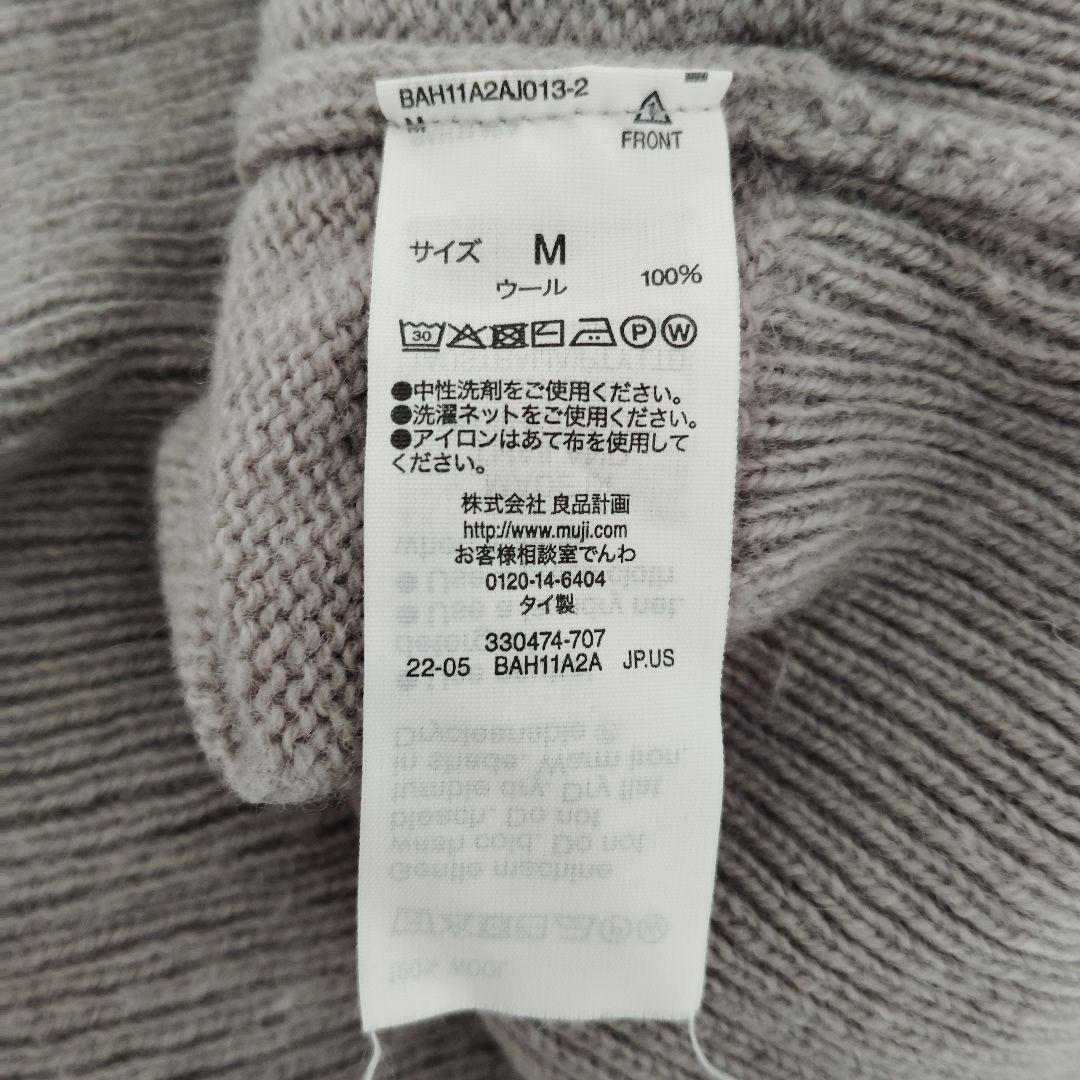 BAH11A2AJ013-2
M
FRONT
サイズ M
ウール 100%
30 P W
●中性洗剤をご使用ください。
●洗濯ネットをご使用ください。
●アイロンはあて布を使用して
ください。
株式会社 良品計画
http://www.muji.com
お客様相談室でんわ
0120-14-6404
タイ製
330474-707
22-05 BAH11A2A JP.US